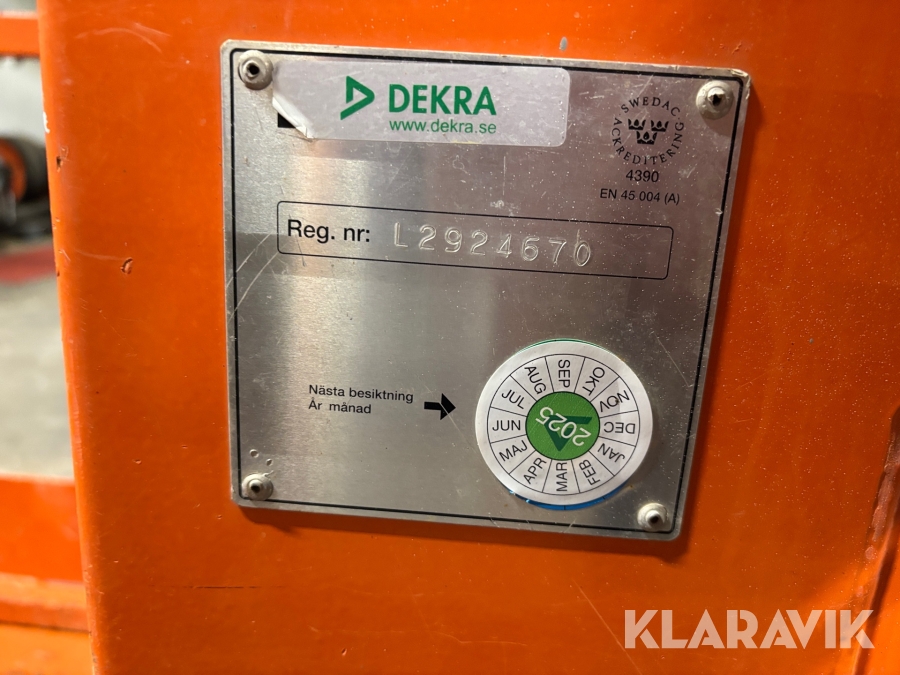 DEKRA
www.dekra.se
SWEDAC
ACKREDITERING
4390
EN 45 004 (A)
Reg. nr: L2924670
Nästa besiktning
År månad
JAN
FEB
MAR
APR
MAJ
JUN
JUL
AUG
SEP
OKT
NOV
DEC
2025
KLARAVIK